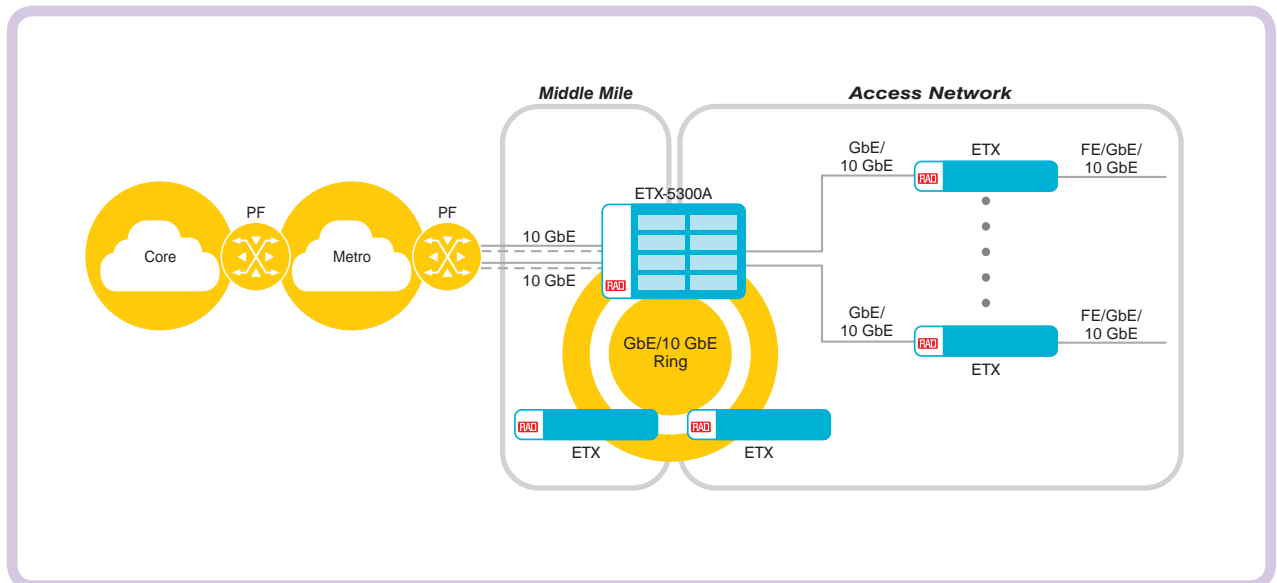 Middle Mile
Access Network
GbE/
10 GbE
ETX
RAD
FE/GbE/
10 GbE
ETX-5300A
RAD
PF
PF
Core
Metro
10 GbE
10 GbE
GbE/
10 GbE
RAD
ETX
FE/GbE/
10 GbE
GbE/10 GbE
Ring
RAD
ETX
RAD
ETX